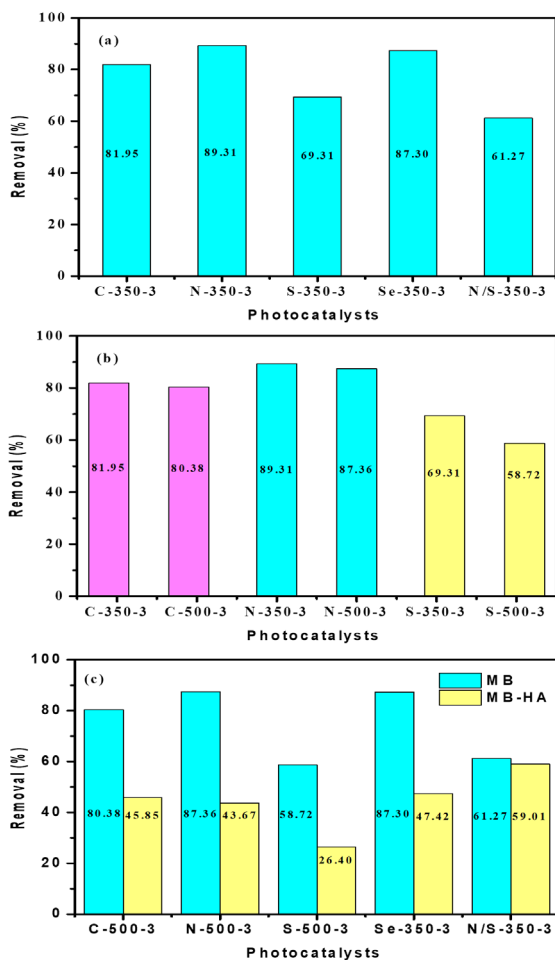 (a)
100
80
60
40
20
0
Removal (%)
81.95
89.31
69.31
87.30
61.27
C-350-3 N-350-3 S-350-3 Se-350-3 N/S-350-3
Photocatalysts
(b)
100
80
60
40
20
0
Removal (%)
81.95
80.38
89.31
87.36
69.31
58.72
C-350-3 C-500-3 N-350-3 N-500-3 S-350-3 S-500-3
Photocatalysts
(c)
MB
MB-HA
100
80
60
40
20
0
Removal (%)
80.38
45.85
87.36
43.67
58.72
26.40
87.30
47.42
61.27
59.01
C-500-3 N-500-3 S-500-3 Se-350-3 N/S-350-3
Photocatalysts